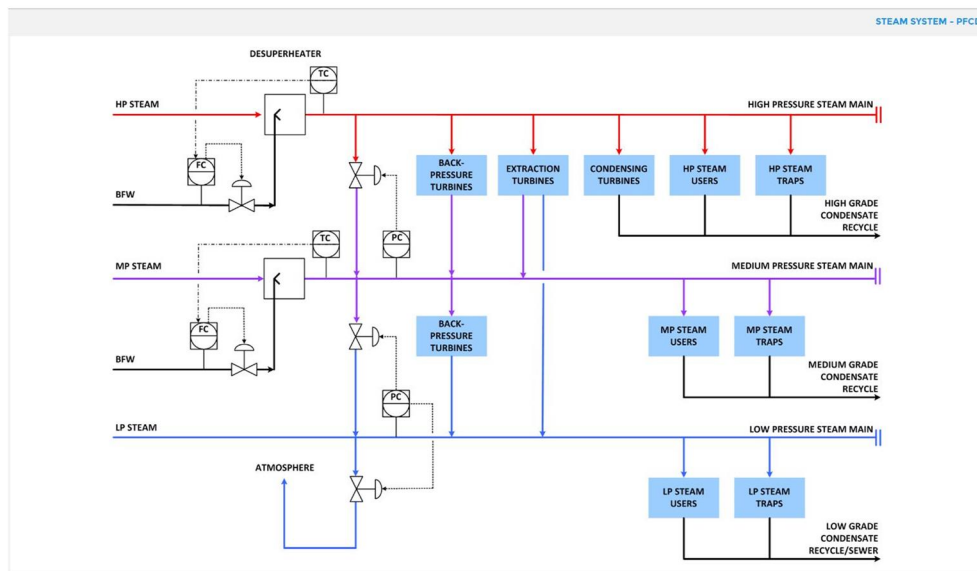 STEAM SYSTEM - PFCE
DESUPERHEATER
TC
HP STEAM
HIGH PRESSURE STEAM MAIN
FC
BACK-
PRESSURE
TURBINES
EXTRACTION
TURBINES
CONDENSING
TURBINES
HP STEAM
USERS
HP STEAM
TRAPS
BFW
HIGH GRADE
CONDENSATE
RECYCLE
TC
PC
MP STEAM
MEDIUM PRESSURE STEAM MAIN
FC
BACK-
PRESSURE
TURBINES
MP STEAM
USERS
MP STEAM
TRAPS
BFW
MEDIUM GRADE
CONDENSATE
RECYCLE
PC
LP STEAM
LOW PRESSURE STEAM MAIN
ATMOSPHERE
LP STEAM
USERS
LP STEAM
TRAPS
LOW GRADE
CONDENSATE
RECYCLE/SEWER